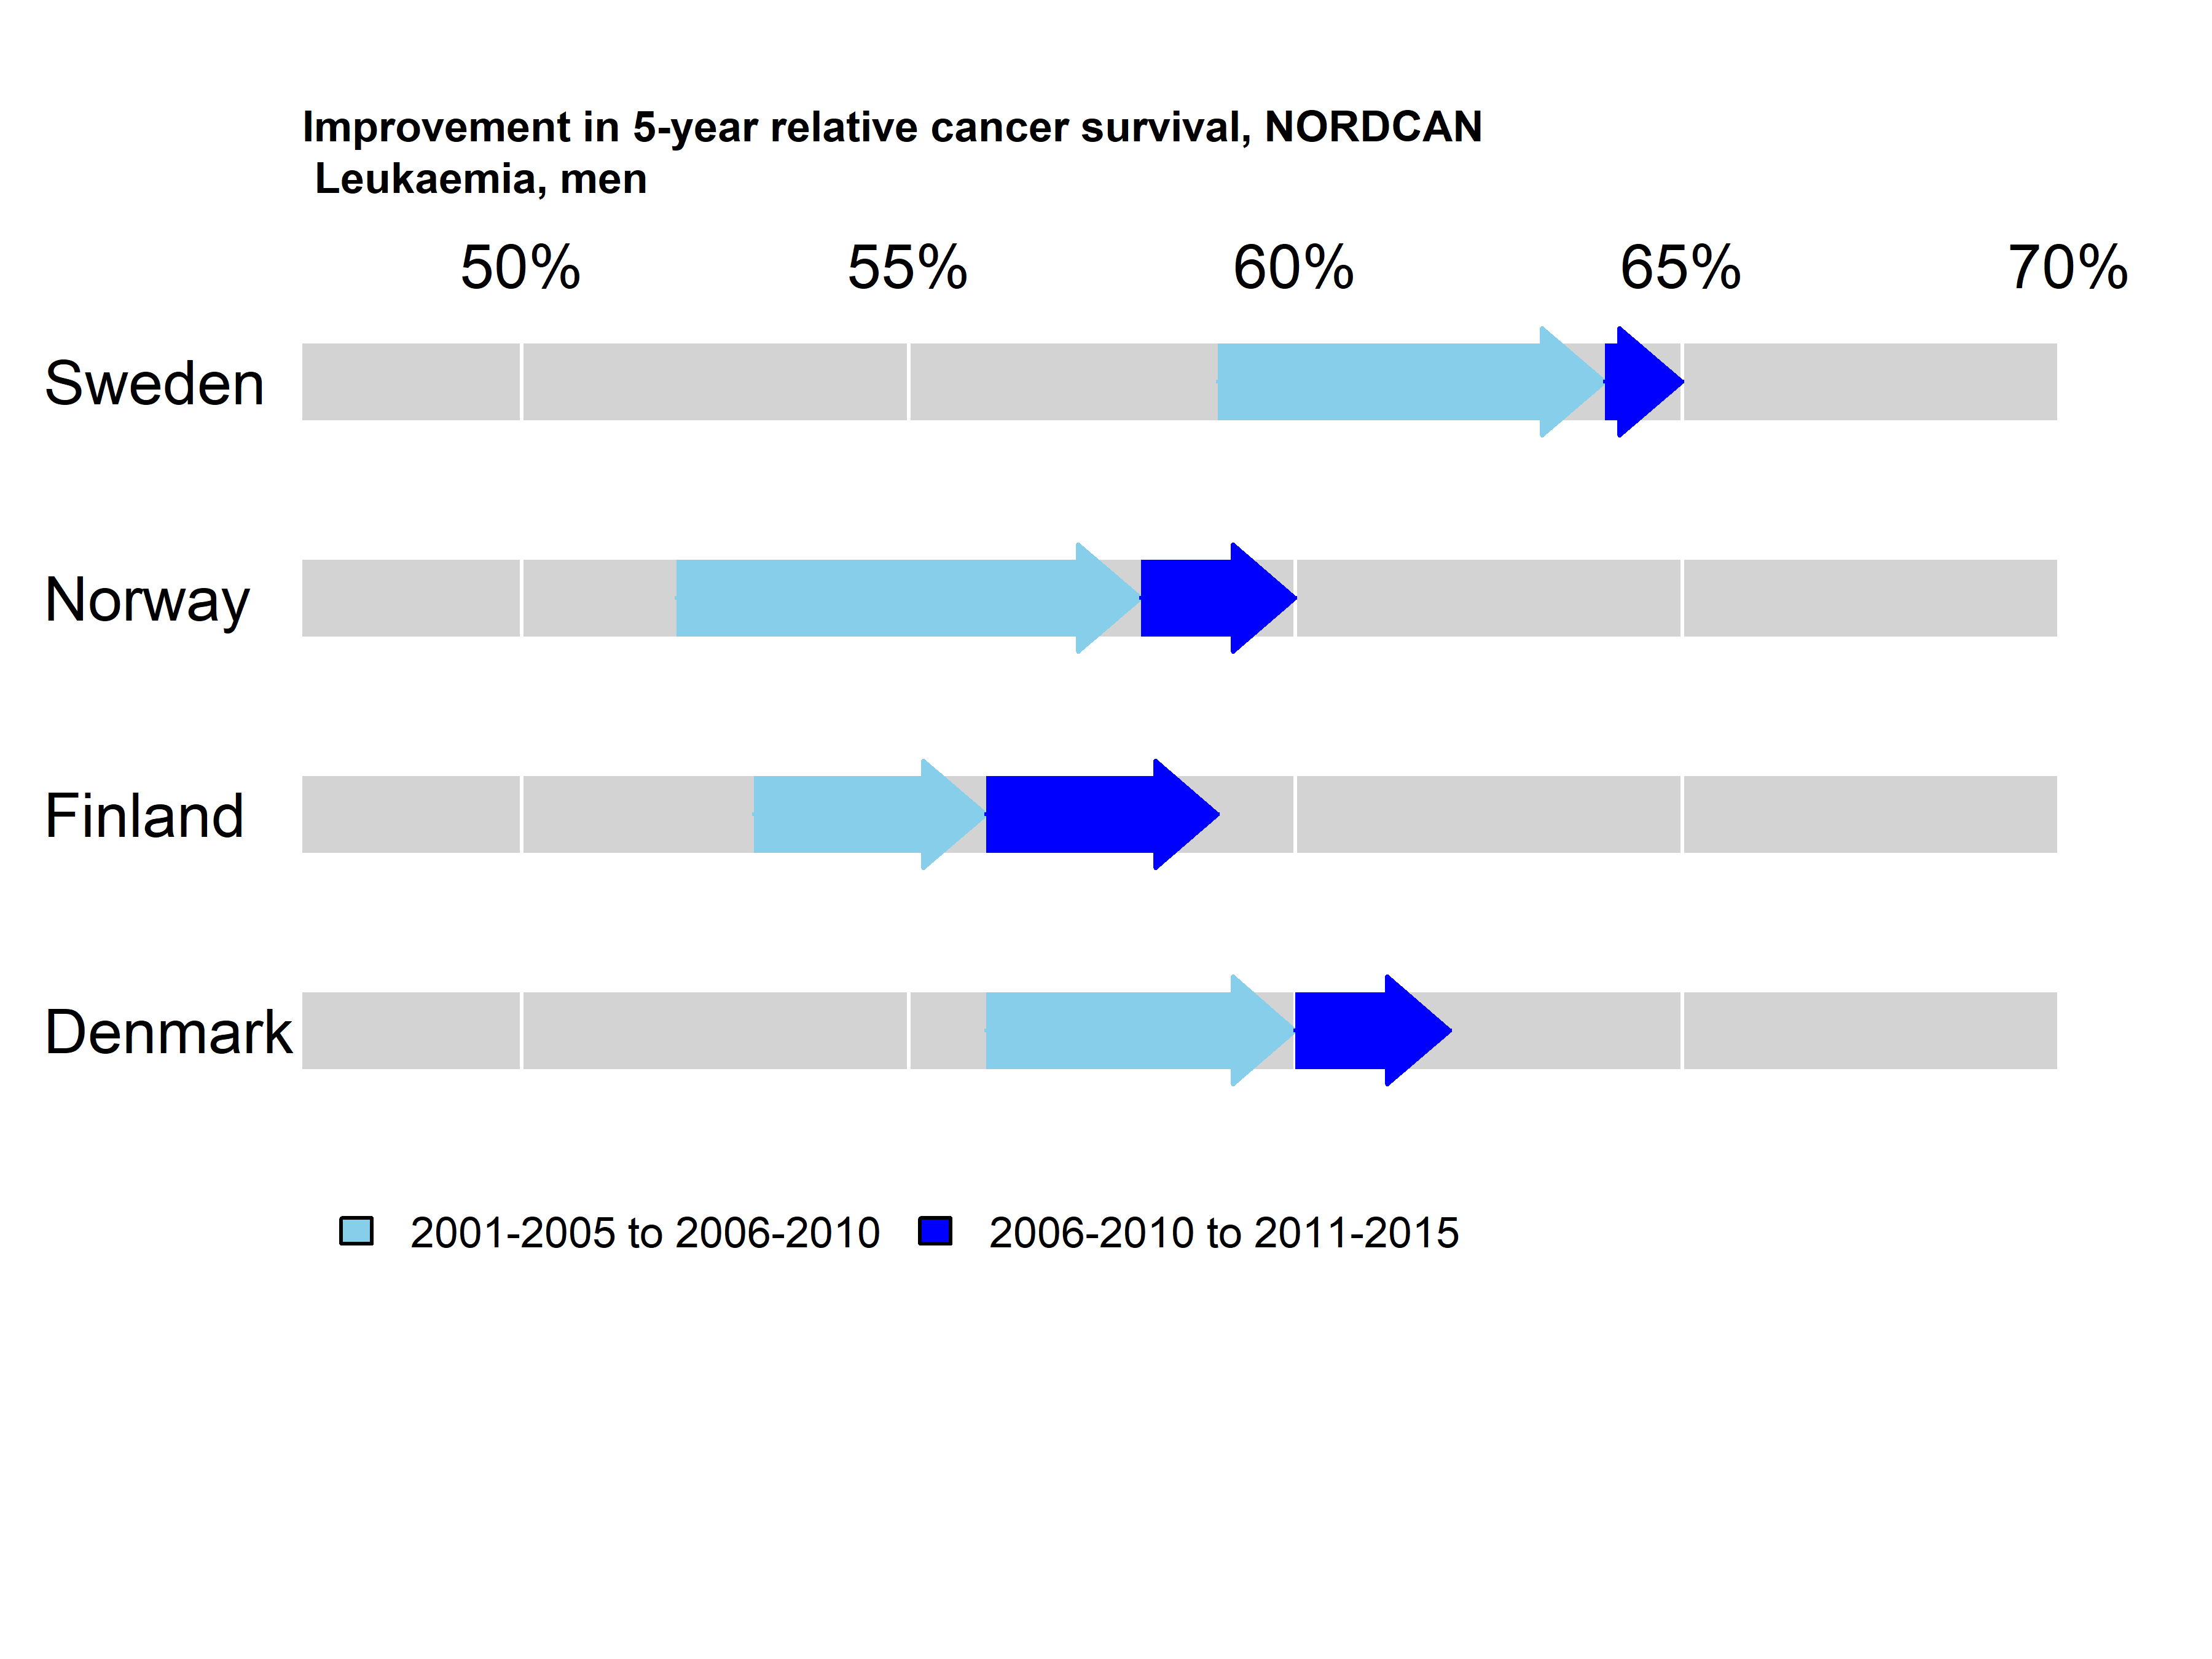 Improvement in 5-year relative cancer survival, NORDCAN
Leukaemia, men
50% 55% 60% 65% 70%
Sweden
Norway
Finland
Denmark
2001-2005 to 2006-2010 2006-2010 to 2011-2015